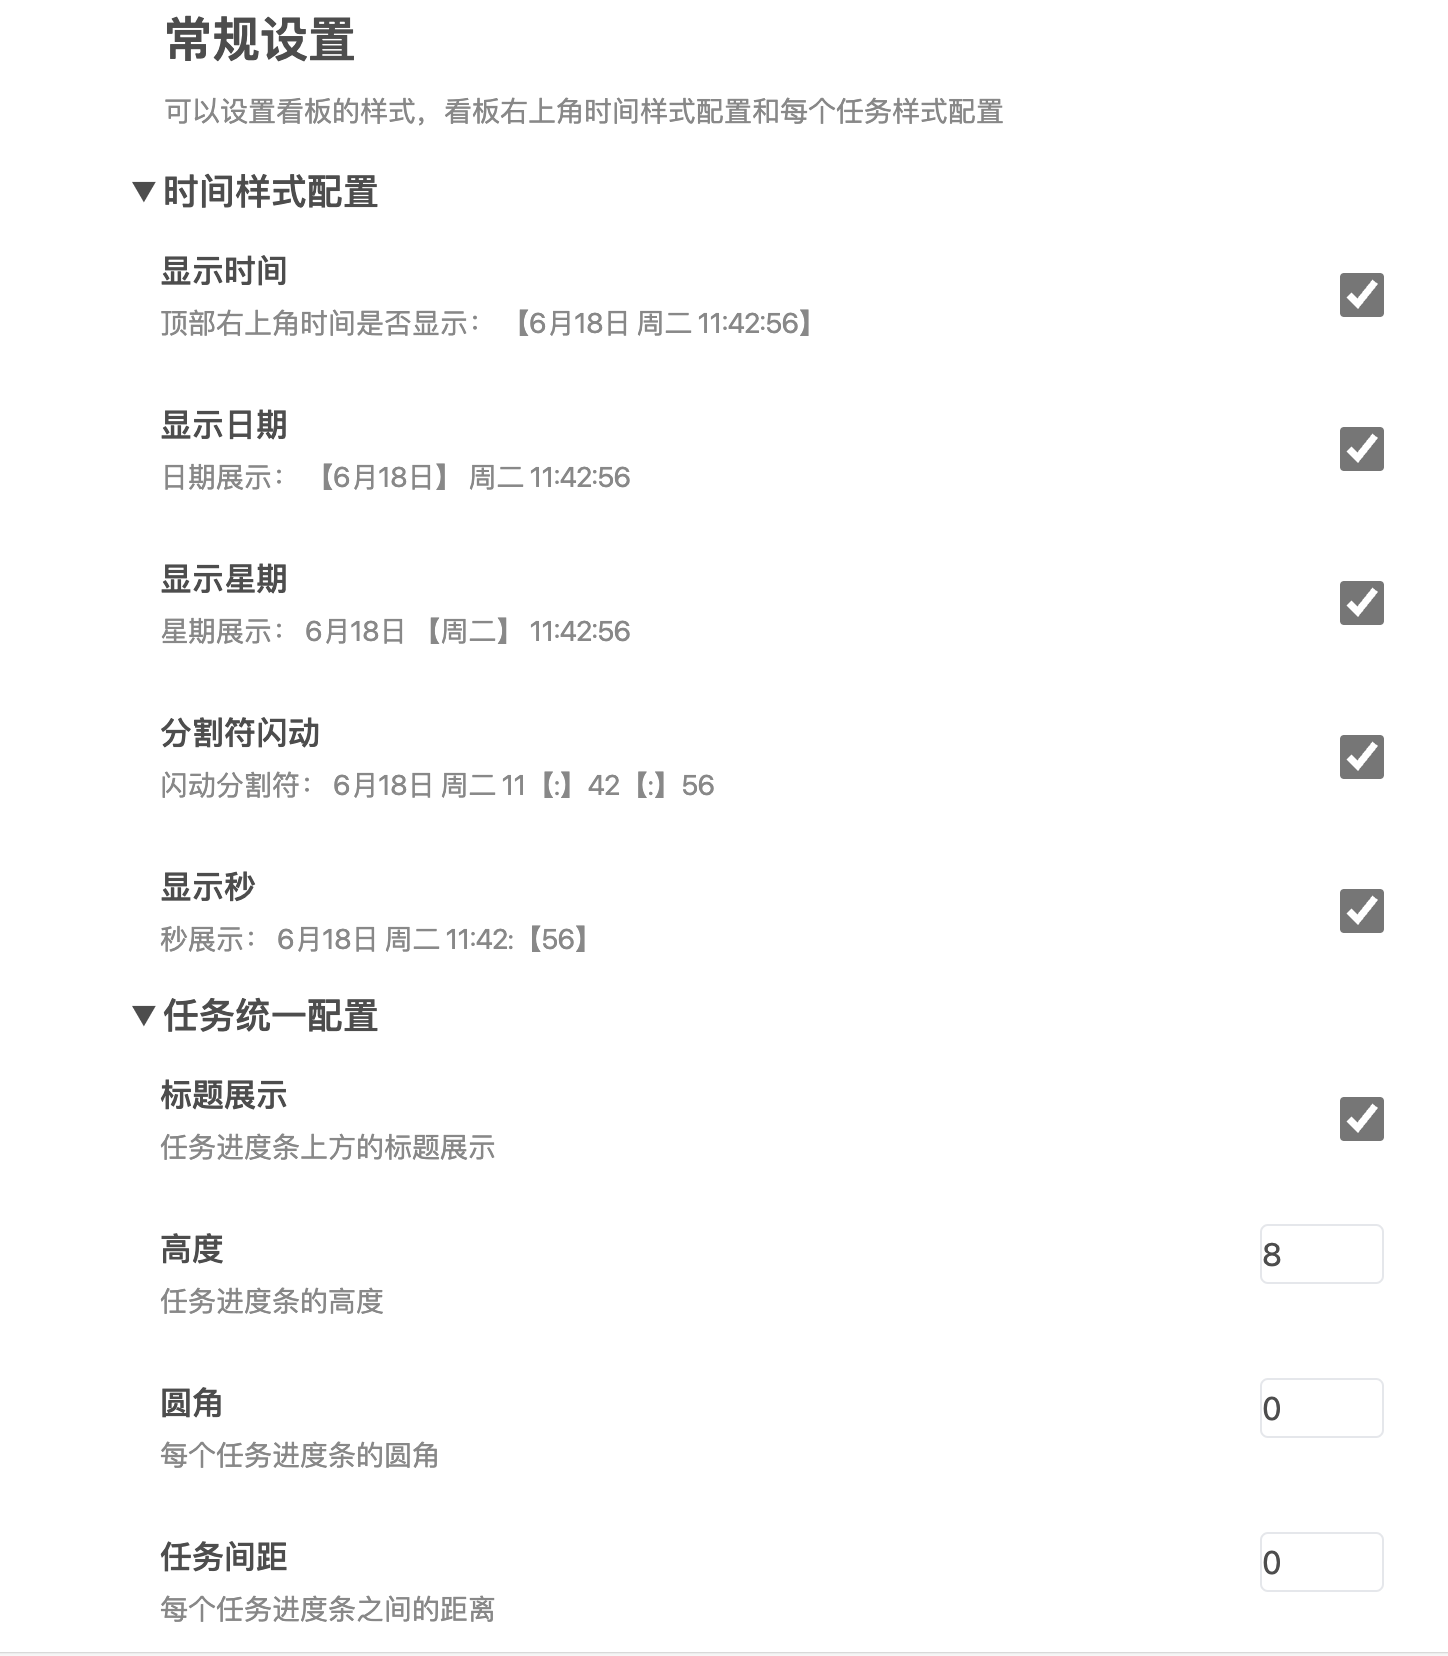 常规设置
可以设置看板的样式，看板右上角时间样式配置和每个任务样式配置
▼时间样式配置
显示时间
顶部右上角时间是否显示：【6月18日 周二 11:42:56】
显示日期
日期展示：【6月18日】 周二 11:42:56
显示星期
星期展示： 6月18日 【周二】 11:42:56
分割符闪动
闪动分割符： 6月18日 周二 11【:】42【:】56
显示秒
秒展示： 6月18日 周二 11:42:【56】
▼任务统一配置
标题展示
任务进度条上方的标题展示
高度
8
任务进度条的高度
圆角
0
每个任务进度条的圆角
任务间距
0
每个任务进度条之间的距离